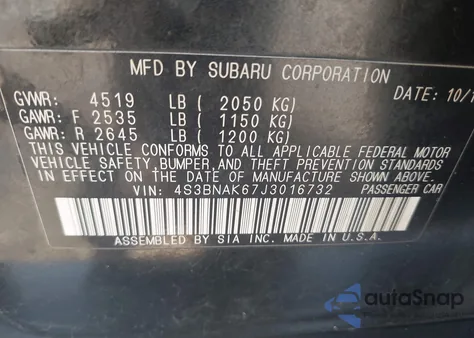 MFD BY SUBARU CORPORATION
GVWR: 4519 LB ( 2050 KG) DATE: 10/1
GAWR: F 2535 LB ( 1150 KG)
GAWR: R 2645 LB ( 1200 KG)
THIS VEHICLE CONFORMS TO ALL APPLICABLE FEDERAL MOTOR
VEHICLE SAFETY, BUMPER, AND THEFT PREVENTION STANDARDS
IN EFFECT ON THE DATE OF MANUFACTURE SHOWN ABOVE.
VIN: 4S3BNAK67J3016732 PASSENGER CAR
ASSEMBLED BY SIA INC. MADE IN U.S.A.
autoSnap